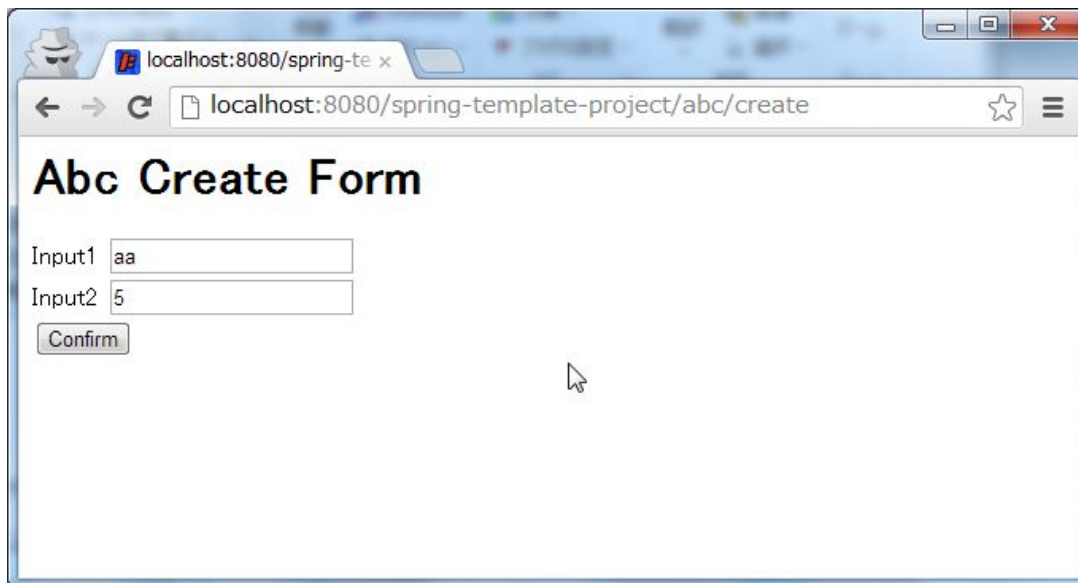 localhost:8080/spring-te
localhost:8080/spring-template-project/abc/create
Abc Create Form
Input1 aa
Input2 5
Confirm